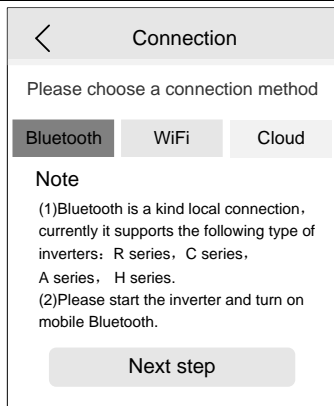 Connection
Please choose a connection method
Bluetooth WiFi Cloud
Note
(1)Bluetooth is a kind local connection，
currently it supports the following type of
inverters：R series，C series，
A series， H series.
(2)Please start the inverter and turn on
mobile Bluetooth.
Next step